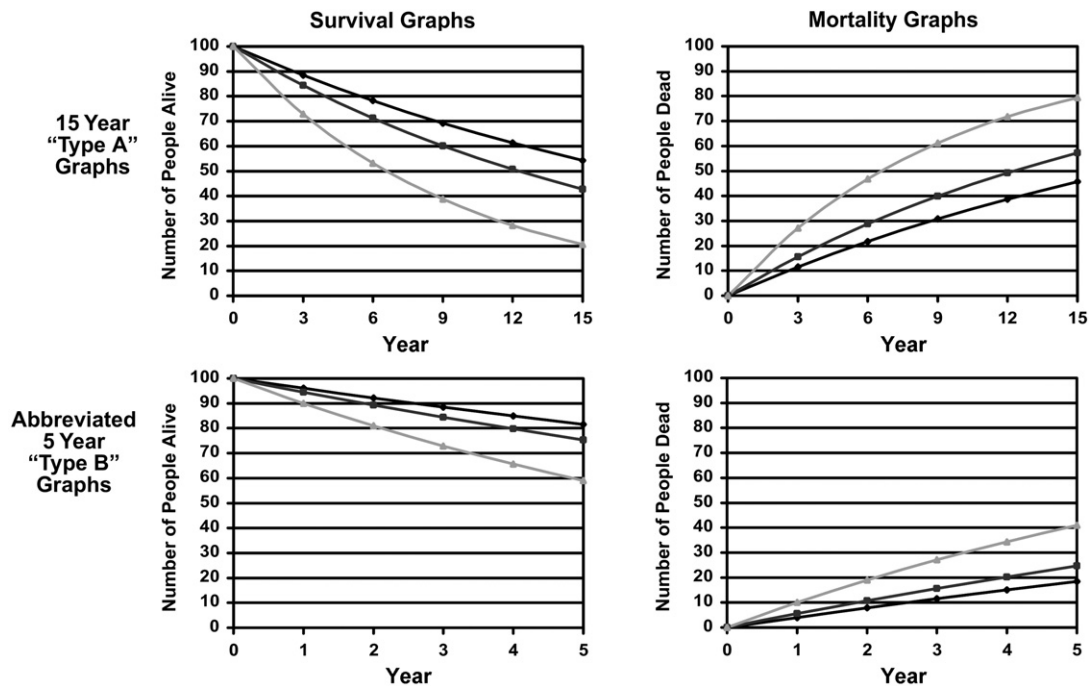 Survival Graphs
Mortality Graphs
15 Year
“Type A”
Graphs
Number of People Alive
100
90
80
70
60
50
40
30
20
10
0
0 3 6 9 12 15
Year
Number of People Dead
100
90
80
70
60
50
40
30
20
10
0
0 3 6 9 12 15
Year
Abbreviated
5 Year
“Type B”
Graphs
Number of People Alive
100
90
80
70
60
50
40
30
20
10
0
0 1 2 3 4 5
Year
Number of People Dead
100
90
80
70
60
50
40
30
20
10
0
0 1 2 3 4 5
Year